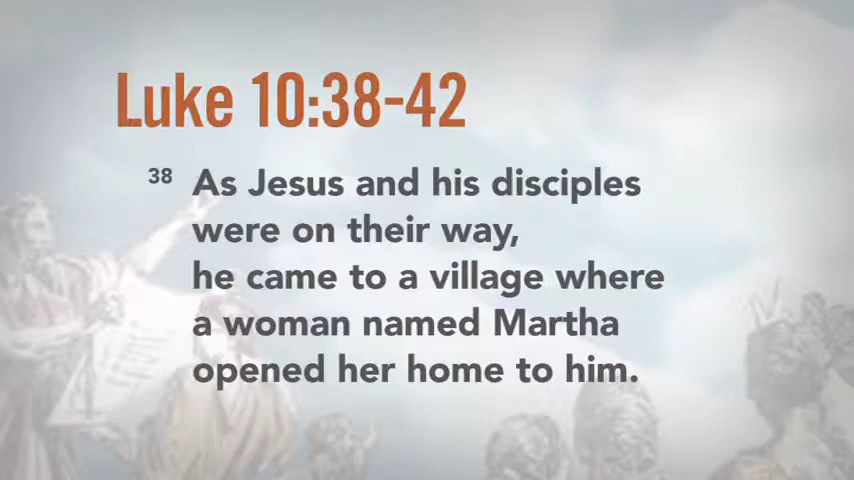 Luke 10:38-42
38 As Jesus and his disciples
were on their way,
he came to a village where
a woman named Martha
opened her home to him.